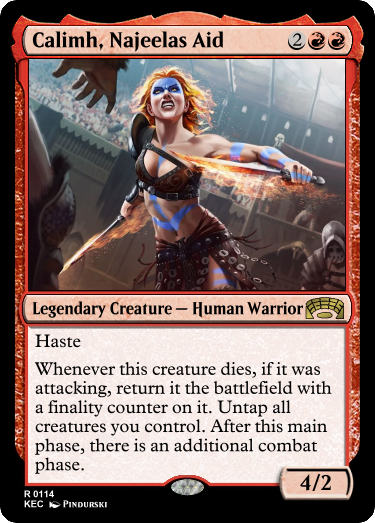 Calimh, Najeelas Aid 2
Legendary Creature — Human Warrior
Haste
Whenever this creature dies, if it was
attacking, return it the battlefield with
a finality counter on it. Untap all
creatures you control. After this main
phase, there is an additional combat
phase.
4/2
R 0114
KEC PINDURSKI